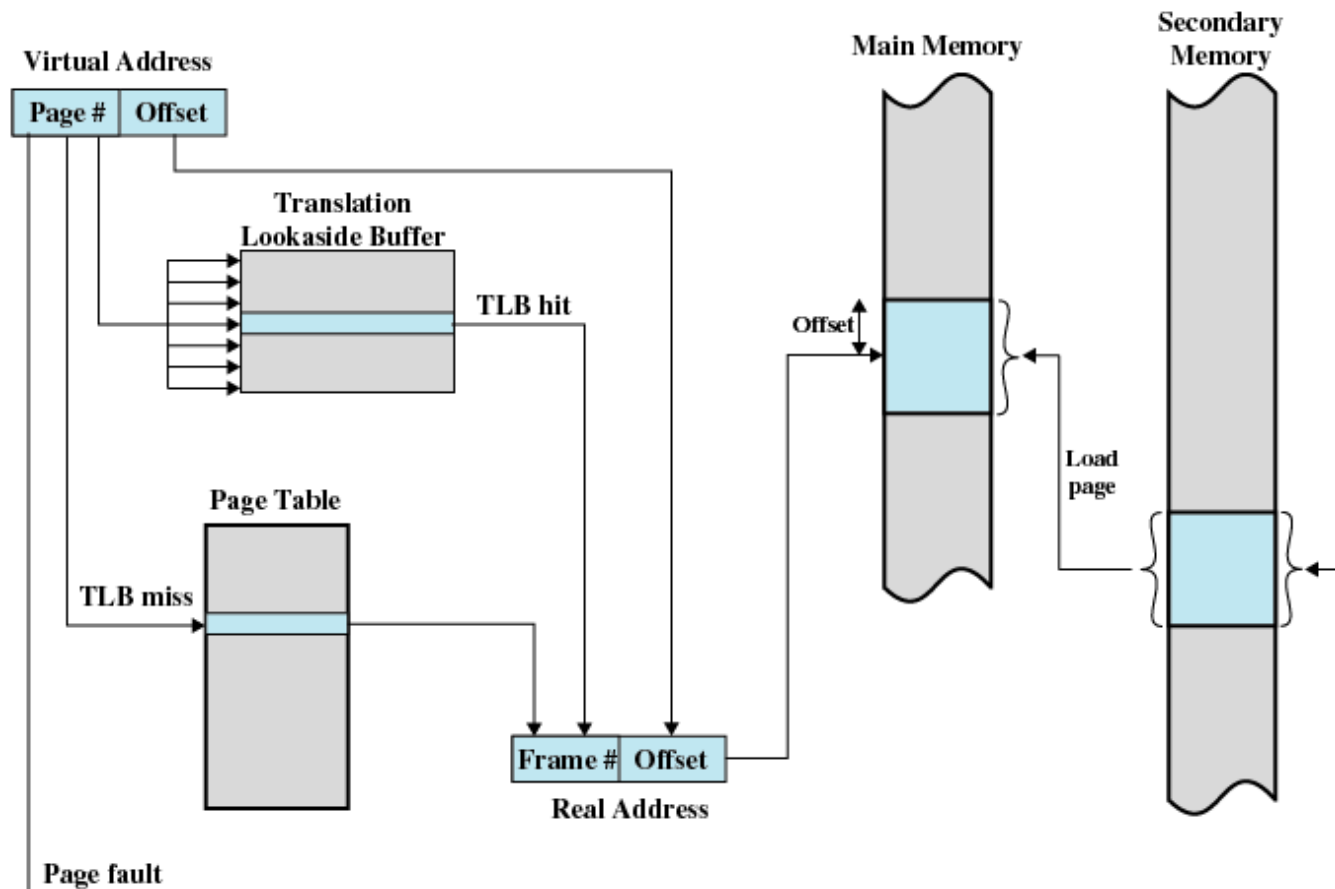 Secondary
Memory
Main Memory
Virtual Address
Page #
Offset
Translation
Lookaside Buffer
TLB hit
Offset
Load
page
Page Table
TLB miss
Frame #
Offset
Real Address
Page fault